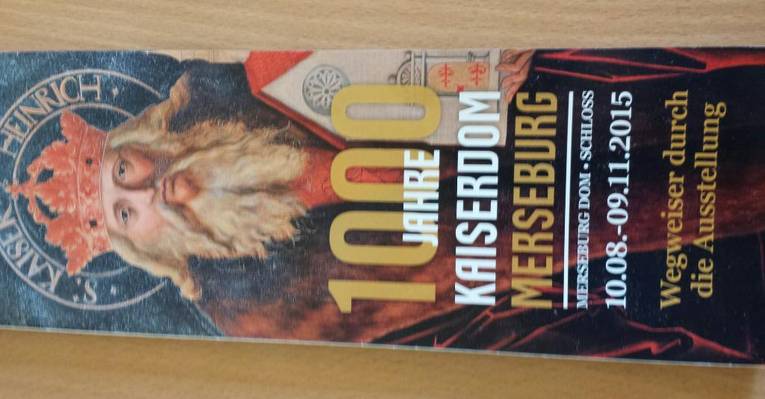 S. KAISER HEINRICH
1000
JAHRE
KAISERDOM
MERSEBURG
MERSEBURG DOM • SCHLOSS
10.08.-09.11.2015
Wegweiser durch
die Ausstellung